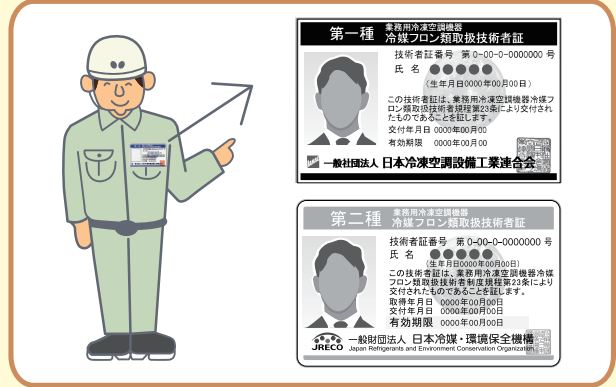 第一種 業務用冷凍空調機器
冷媒フロン類取扱技術者証
技術者証番号 第 0-00-0-0000000 号
氏 名 ●●●●●
(生年月日0000年00月00日)
この技術者証は、業務用冷凍空調機器冷媒フ
ロン類取扱技術者規程第23条により交付され
たものであることを証します。
交付年月日 0000年00月00
有効期限 0000年00月00
一般社団法人 日本冷凍空調設備工業連合会
第二種 業務用冷凍空調機器
冷媒フロン類取扱技術者証
技術者証番号 第 0-00-0-0000000 号
氏 名 ●●●●●
(生年月日0000年00月00日)
この技術者証は、業務用冷凍空調機器冷媒
フロン類取扱技術者制度規程第23条により
交付されたものであることを証します。
取得年月日 0000年00月00日
交付年月日 0000年00月00日
有効期限 0000年00月00日
JRECO 一般財団法人 日本冷媒・環境保全機構
Japan Refrigerants and Environment Conservation Organization